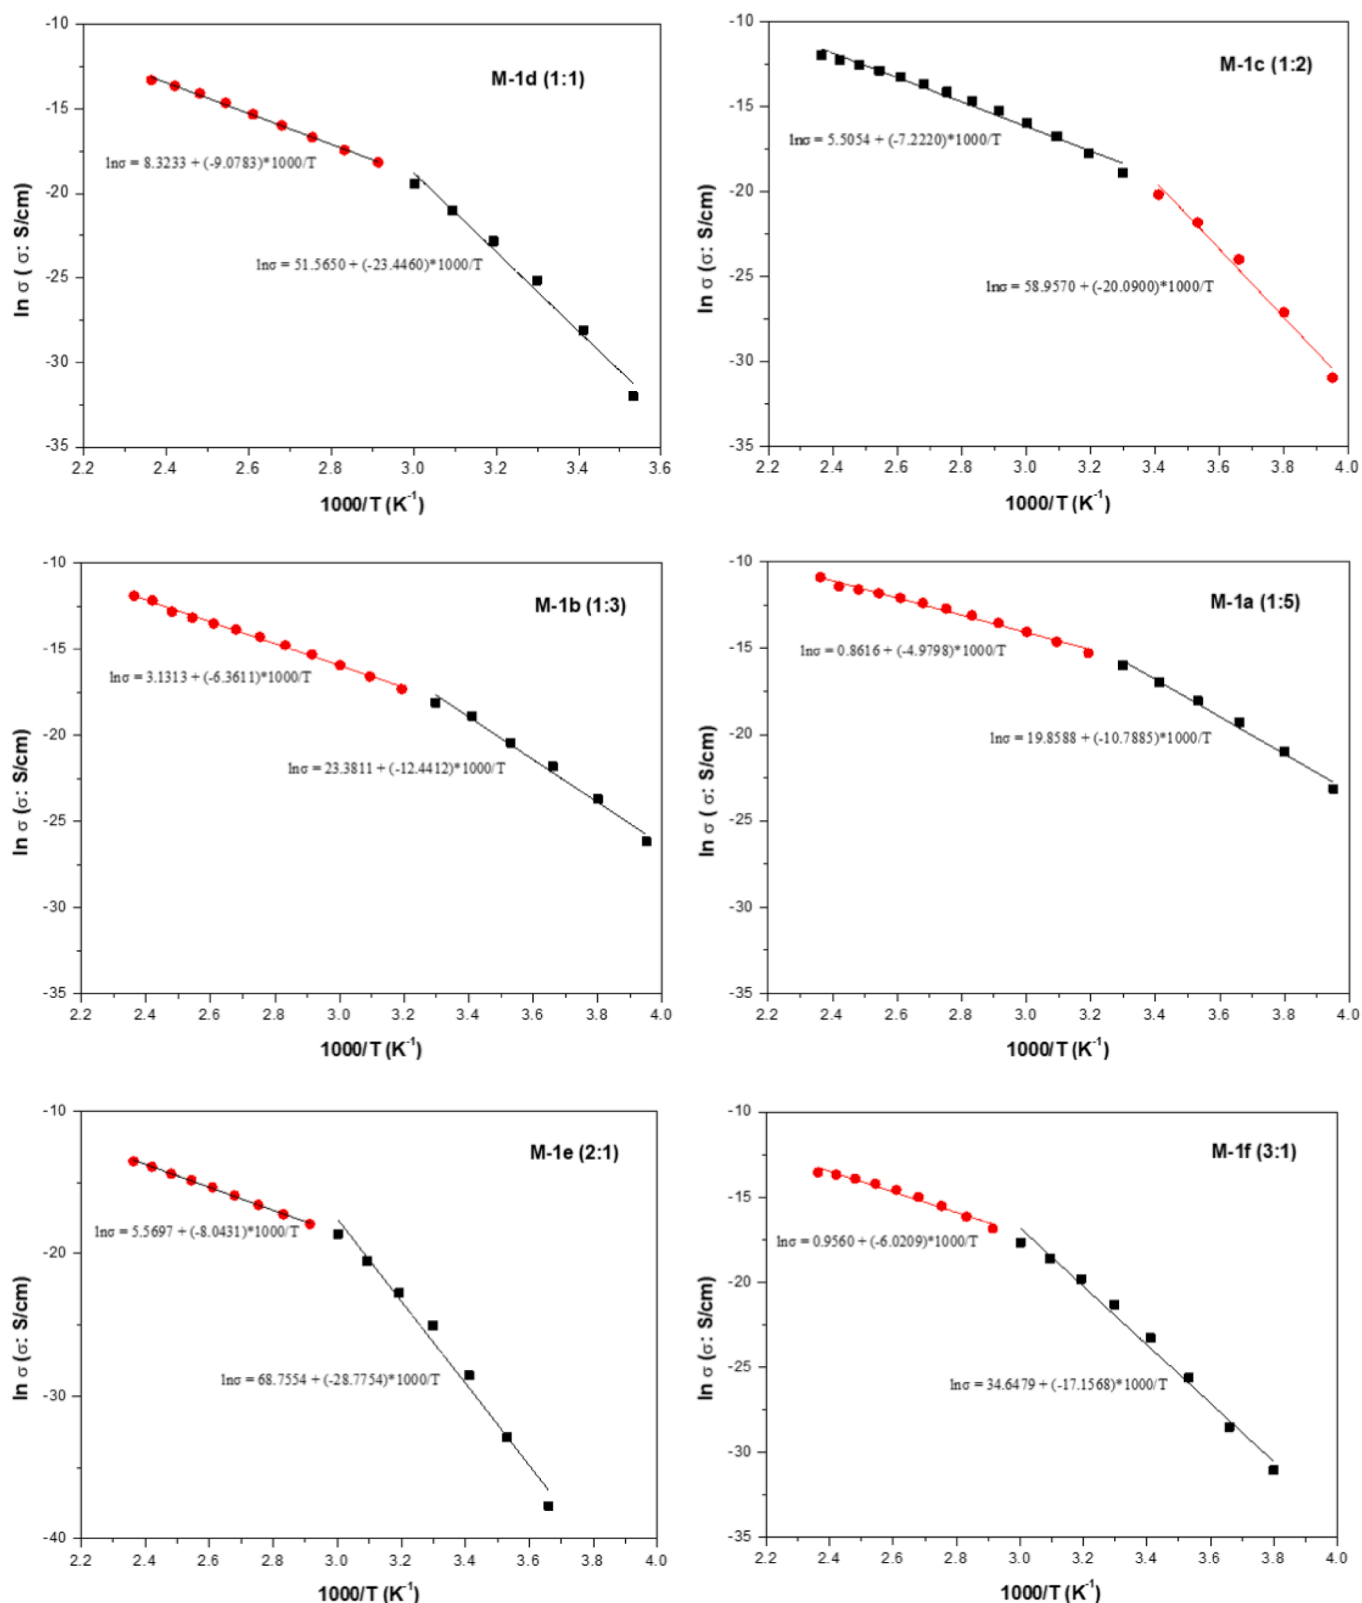 M-1d (1:1)
lnσ = 8.3233 + (-9.0783)*1000/T
lnσ = 51.5650 + (-23.4460)*1000/T
ln σ ( σ: S/cm)
-10
-15
-20
-25
-30
-35
2.2 2.4 2.6 2.8 3.0 3.2 3.4 3.6
1000/T (K⁻¹)
M-1c (1:2)
lnσ = 5.5054 + (-7.2220)*1000/T
lnσ = 58.9570 + (-20.0900)*1000/T
ln σ (σ: S/cm)
-10
-15
-20
-25
-30
-35
2.2 2.4 2.6 2.8 3.0 3.2 3.4 3.6 3.8 4.0
1000/T (K⁻¹)
M-1b (1:3)
lnσ = 3.1313 + (-6.3611)*1000/T
lnσ = 23.3811 + (-12.4412)*1000/T
ln σ (σ: S/cm)
-10
-15
-20
-25
-30
-35
2.2 2.4 2.6 2.8 3.0 3.2 3.4 3.6 3.8 4.0
1000/T (K⁻¹)
M-1a (1:5)
lnσ = 0.8616 + (-4.9798)*1000/T
lnσ = 19.8588 + (-10.7885)*1000/T
ln σ ( σ: S/cm)
-10
-15
-20
-25
-30
-35
2.2 2.4 2.6 2.8 3.0 3.2 3.4 3.6 3.8 4.0
1000/T (K⁻¹)
M-1e (2:1)
lnσ = 5.5697 + (-8.0431)*1000/T
lnσ = 68.7554 + (-28.7754)*1000/T
ln σ (σ: S/cm)
-10
-20
-30
-40
2.2 2.4 2.6 2.8 3.0 3.2 3.4 3.6 3.8 4.0
1000/T (K⁻¹)
M-1f (3:1)
lnσ = 0.9560 + (-6.0209)*1000/T
lnσ = 34.6479 + (-17.1568)*1000/T
ln σ (σ: S/cm)
-10
-15
-20
-25
-30
-35
2.2 2.4 2.6 2.8 3.0 3.2 3.4 3.6 3.8 4.0
1000/T (K⁻¹)